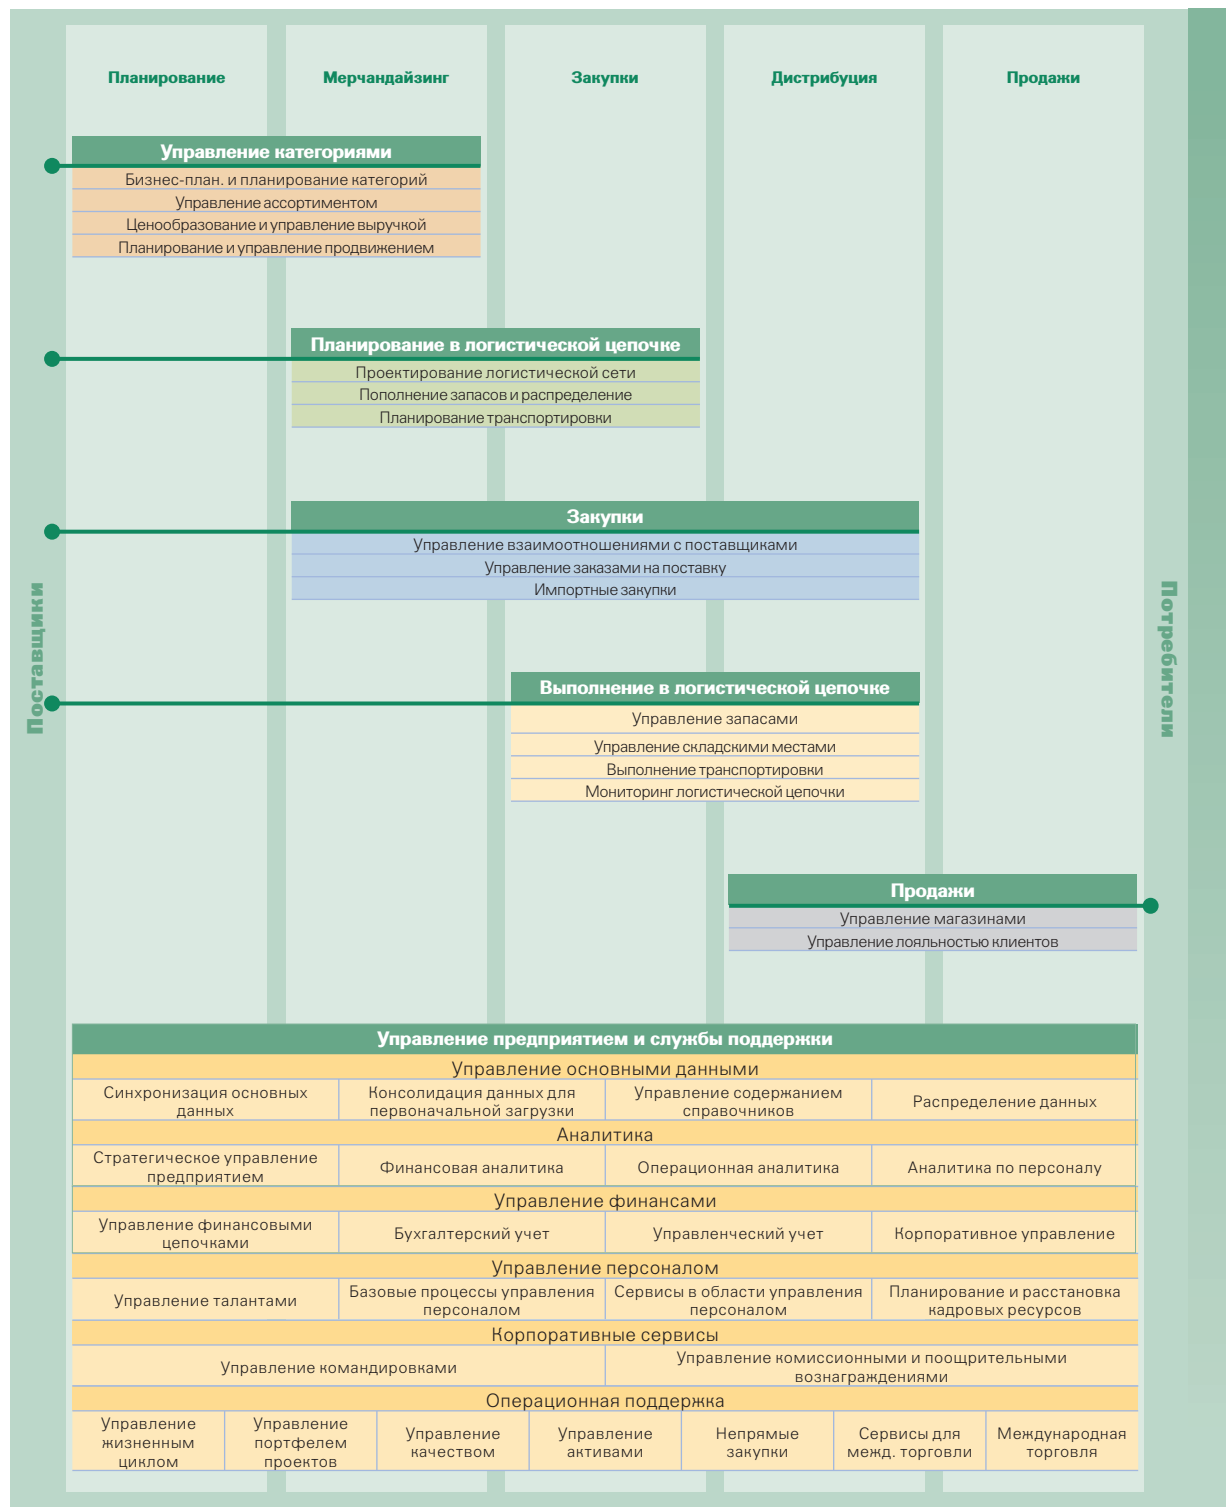 Планирование
Мерчандайзинг
Закупки
Дистрибуция
Продажи
Управление категориями
Бизнес-план. и планирование категорий
Управление ассортиментом
Ценообразование и управление выручкой
Планирование и управление продвижением
Планирование в логистической цепочке
Проектирование логистической сети
Пополнение запасов и распределение
Планирование транспортировки
Закупки
Управление взаимоотношениями с поставщиками
Управление заказами на поставку
Импортные закупки
Поставщики
Потребители
Выполнение в логистической цепочке
Управление запасами
Управление складскими местами
Выполнение транспортировки
Мониторинг логистической цепочки
Продажи
Управление магазинами
Управление лояльностью клиентов
Управление предприятием и службы поддержки
Управление основными данными
Синхронизация основных
данных
Консолидация данных для
первоначальной загрузки
Управление содержанием
справочников
Распределение данных
Аналитика
Стратегическое управление
предприятием
Финансовая аналитика
Операционная аналитика
Аналитика по персоналу
Управление финансами
Управление финансовыми
цепочками
Бухгалтерский учет
Управленческий учет
Корпоративное управление
Управление персоналом
Управление талантами
Базовые процессы управления
персоналом
Сервисы в области управления
персоналом
Планирование и расстановка
кадровых ресурсов
Корпоративные сервисы
Управление командировками
Управление комиссионными и поощрительными
вознаграждениями
Операционная поддержка
Управление
жизненным
циклом
Управление
портфелем
проектов
Управление
качеством
Управление
активами
Непрямые
закупки
Сервисы для
межд. торговли
Международная
торговля